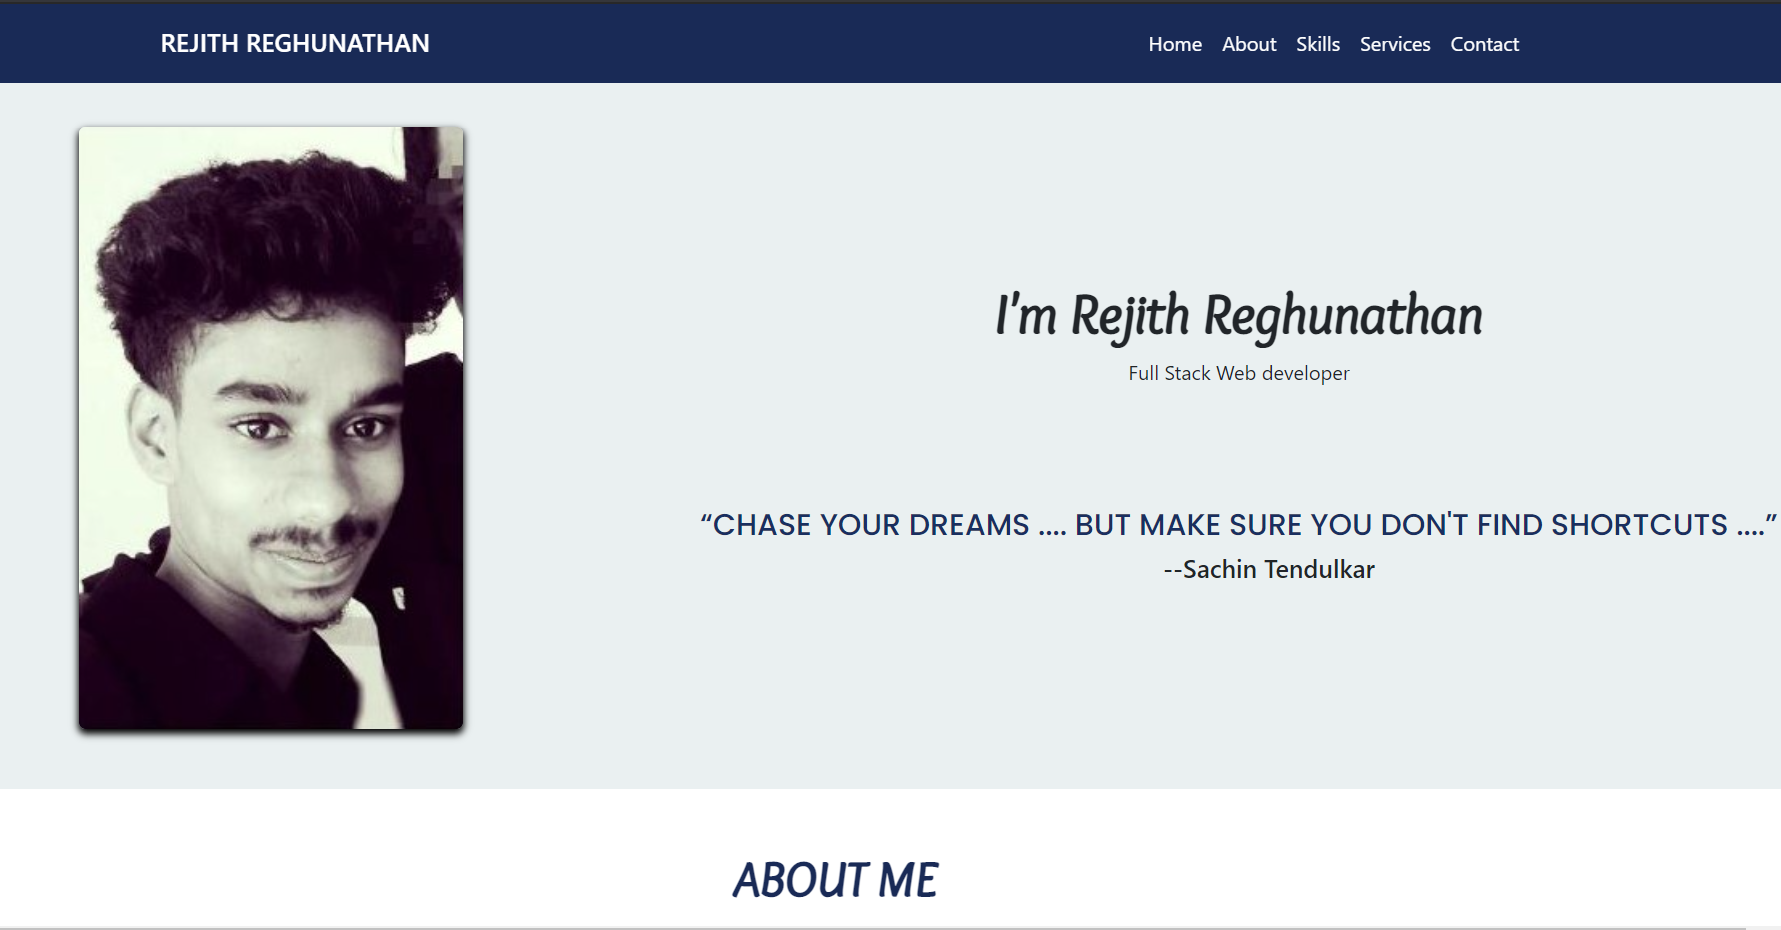 REJITH REGHUNATHAN
Home About Skills Services Contact
I'm Rejith Reghunathan
Full Stack Web developer
“CHASE YOUR DREAMS .... BUT MAKE SURE YOU DON'T FIND SHORTCUTS ....”
--Sachin Tendulkar
ABOUT ME